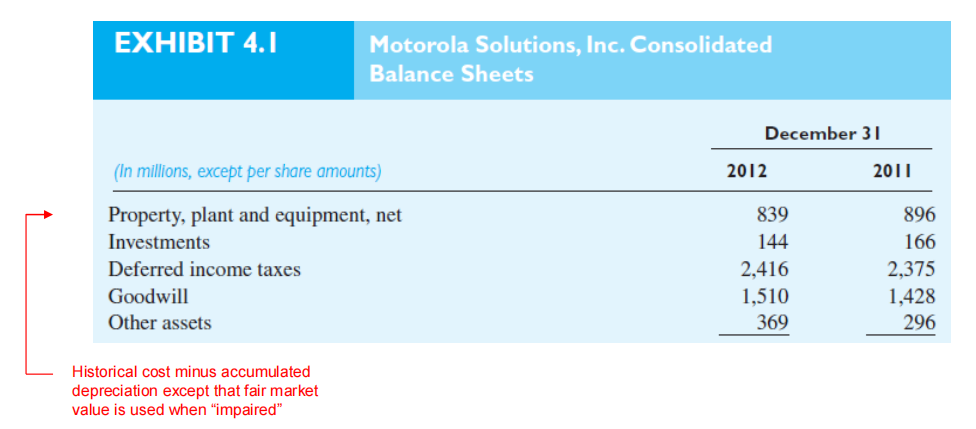 EXHIBIT 4.1
Motorola Solutions, Inc. Consolidated
Balance Sheets
December 31
(In millions, except per share amounts) 2012 2011
Property, plant and equipment, net 839 896
Investments 144 166
Deferred income taxes 2,416 2,375
Goodwill 1,510 1,428
Other assets 369 296
Historical cost minus accumulated
depreciation except that fair market
value is used when “impaired”